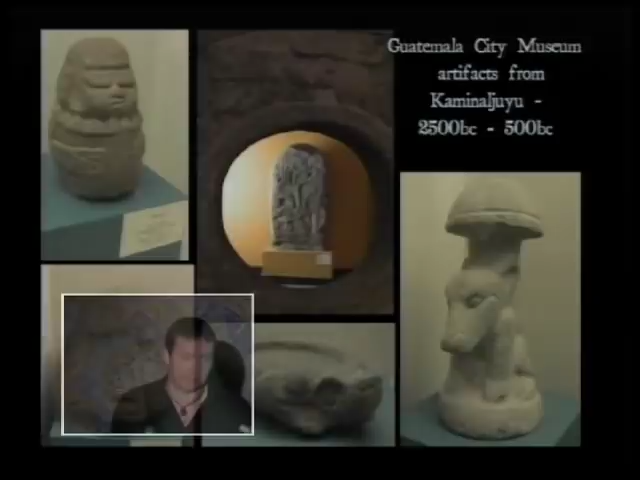 Guatemala City Museum
artifacts from
Kaminaljuyu -
2500bc - 500bc